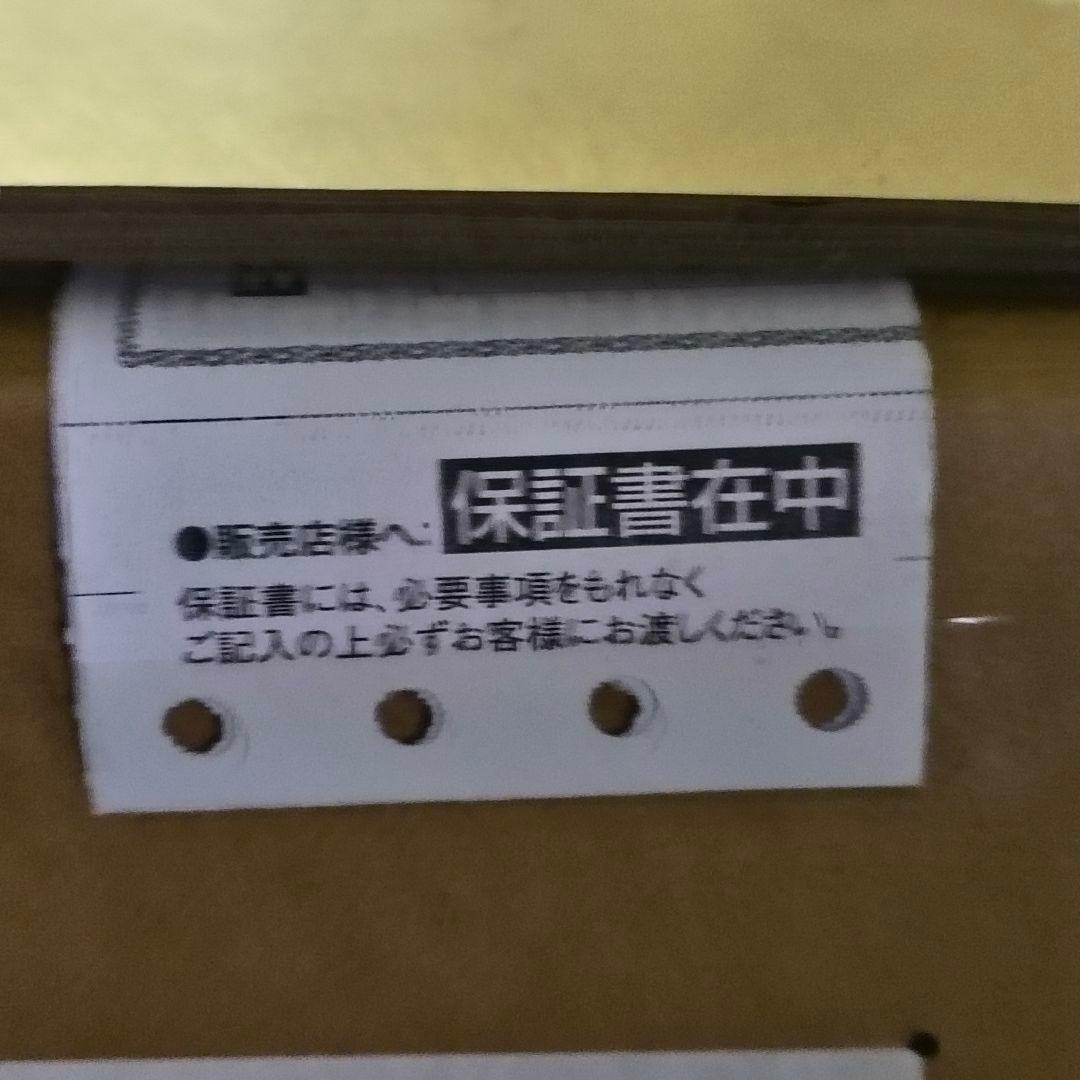 ●販売店様へ: 保証書在中
保証書には、必要事項をもれなく
ご記入の上必ずお客様にお渡しください。